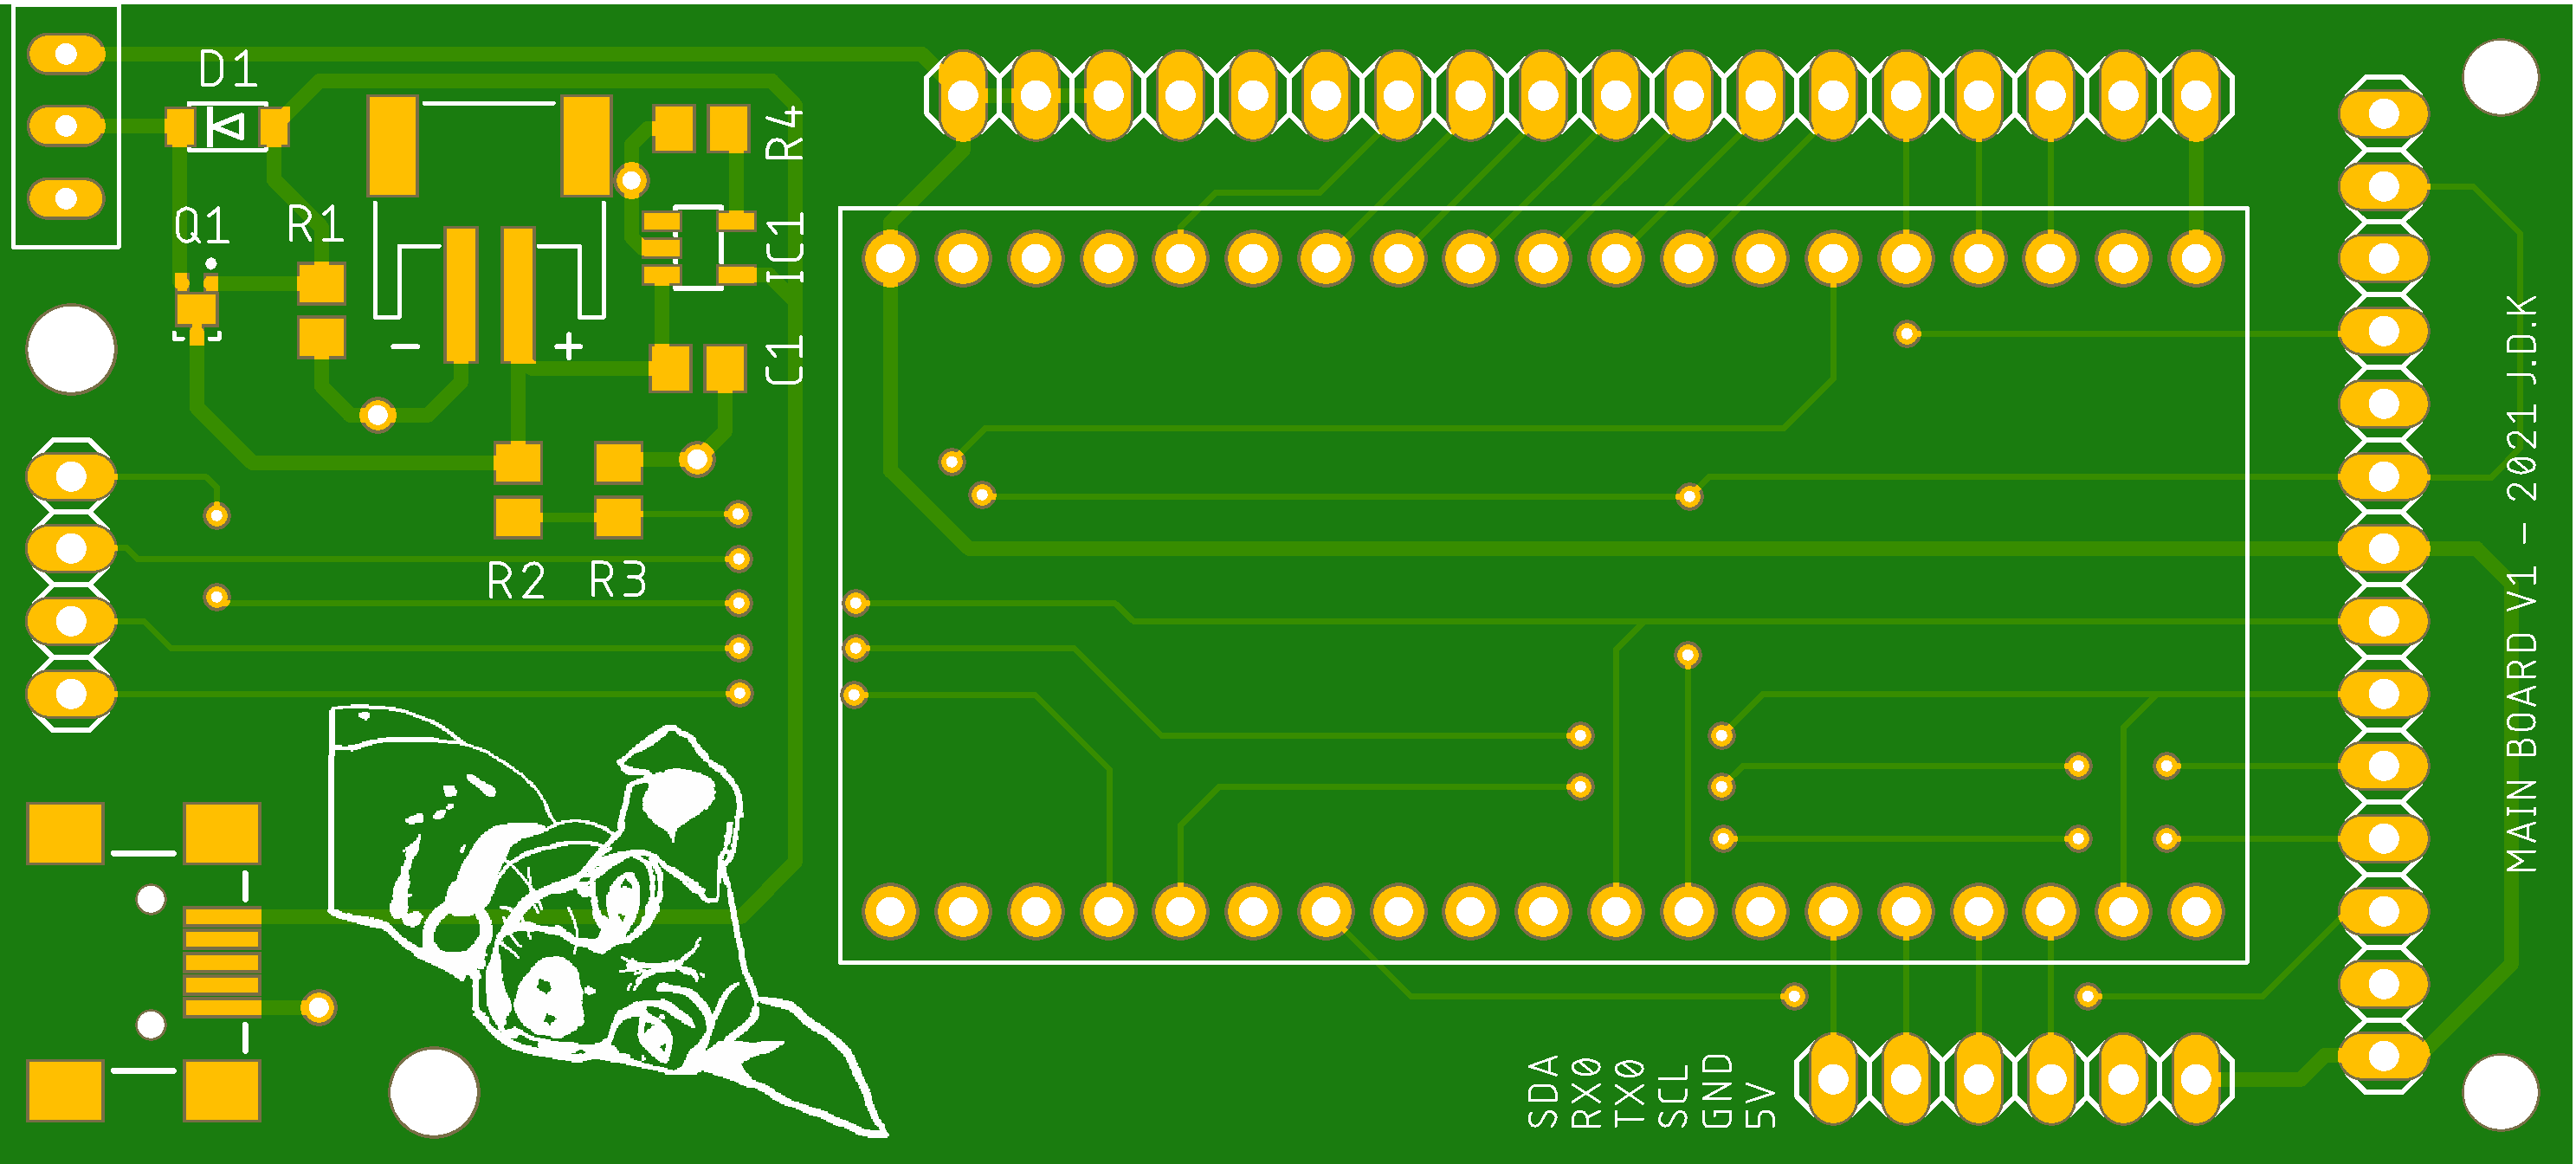 D1
R4
Q1
R1
IC1
-
+
C1
R2
R3
MAIN BOARD V1 - 2021 J.D.K
SDA
RX0
TX0
SCL
GND
5V